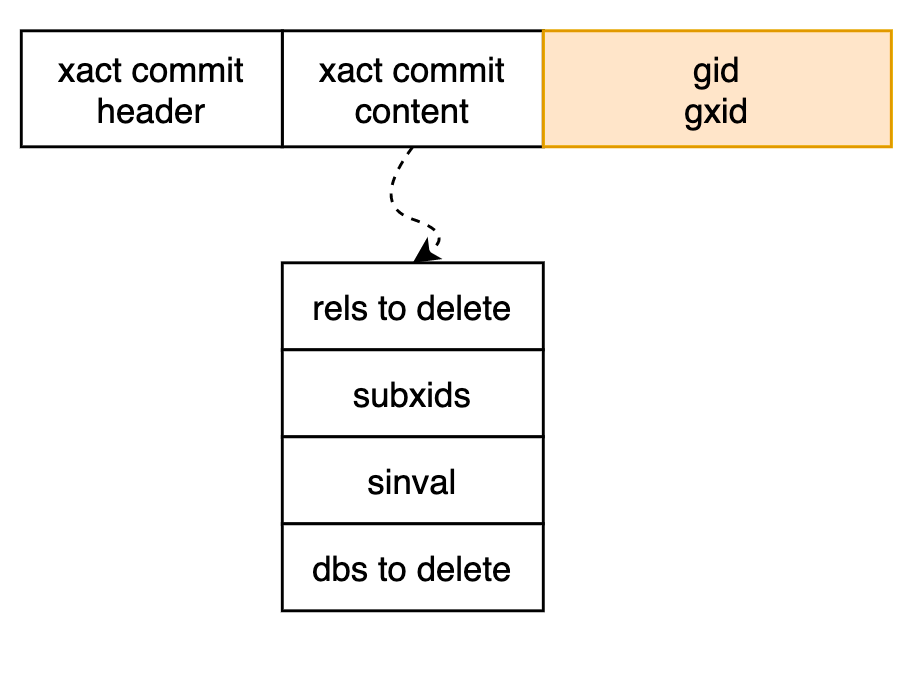 xact commit
header
xact commit
content
gid
gxid
rels to delete
subxids
sinval
dbs to delete